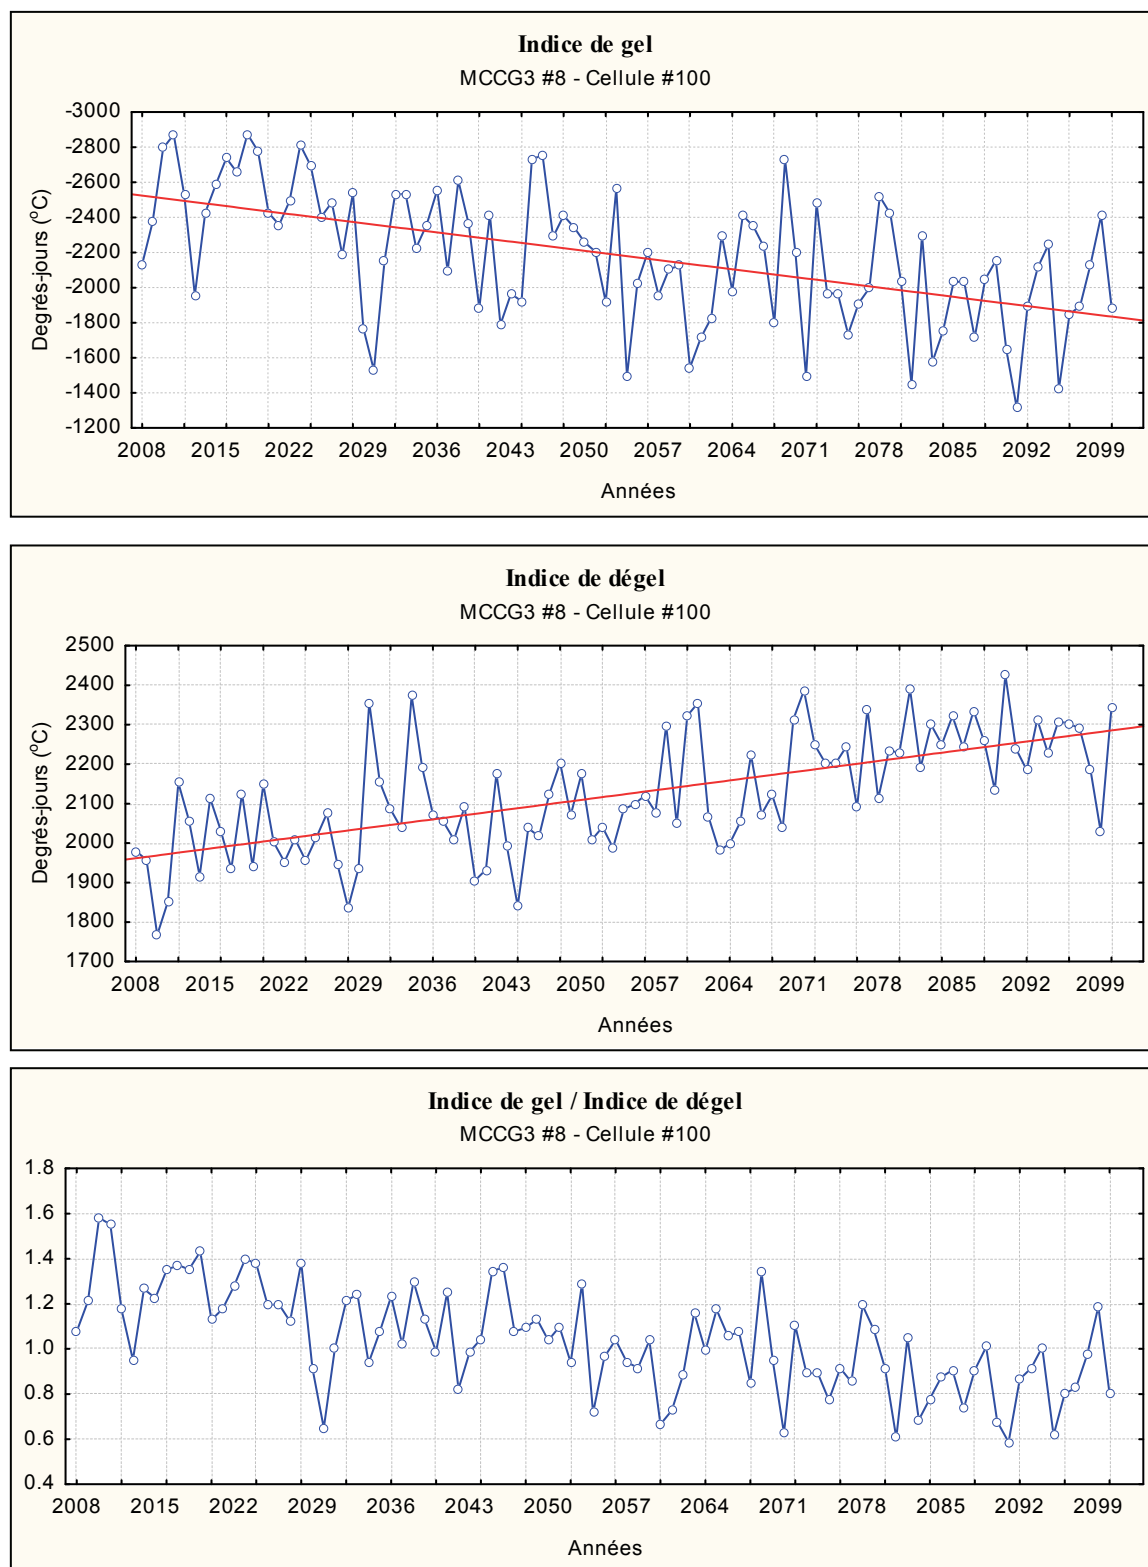 Indice de gel
MCCG3 #8 - Cellule #100
Degrés-jours (°C)
-3000
-2800
-2600
-2400
-2200
-2000
-1800
-1600
-1400
-1200
2008 2015 2022 2029 2036 2043 2050 2057 2064 2071 2078 2085 2092 2099
Années
Indice de dégel
MCCG3 #8 - Cellule #100
Degrés-jours (°C)
2500
2400
2300
2200
2100
2000
1900
1800
1700
2008 2015 2022 2029 2036 2043 2050 2057 2064 2071 2078 2085 2092 2099
Années
Indice de gel / Indice de dégel
MCCG3 #8 - Cellule #100
1.8
1.6
1.4
1.2
1.0
0.8
0.6
0.4
2008 2015 2022 2029 2036 2043 2050 2057 2064 2071 2078 2085 2092 2099
Années